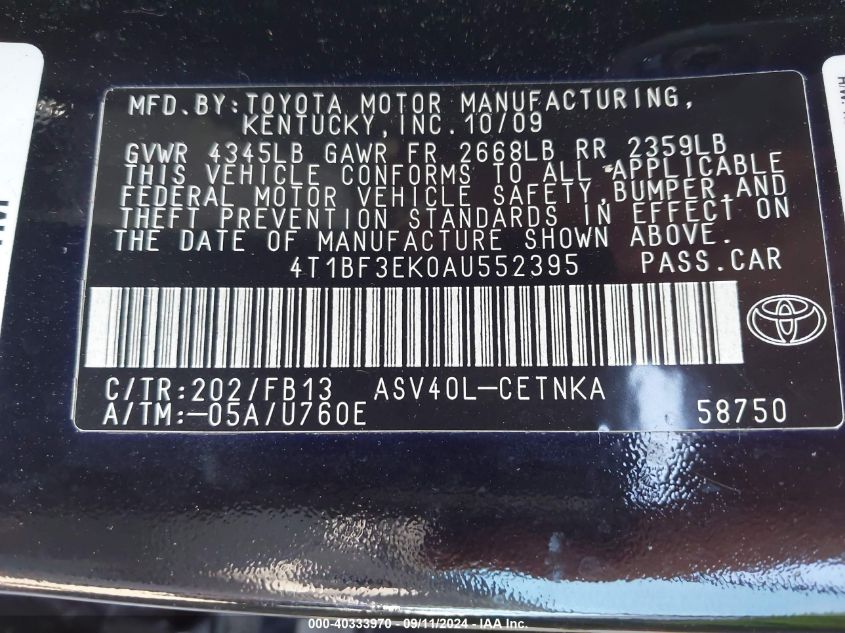 MFD. BY: TOYOTA MOTOR MANUFACTURING,
KENTUCKY, INC. 10/09
GVWR 4345LB GAWR FR 2668LB RR 2359LB
THIS VEHICLE CONFORMS TO ALL APPLICABLE
FEDERAL MOTOR VEHICLE SAFETY, BUMPER, AND
THEFT PREVENTION STANDARDS IN EFFECT ON
THE DATE OF MANUFACTURE SHOWN ABOVE.
4T1BF3EK0AU552395 PASS. CAR
C/TR: 202/FB13 ASV40L-CETNKA
A/TM: -05A/U760E 58750
000-40333970 - 09/11/2024 - IAA Inc.